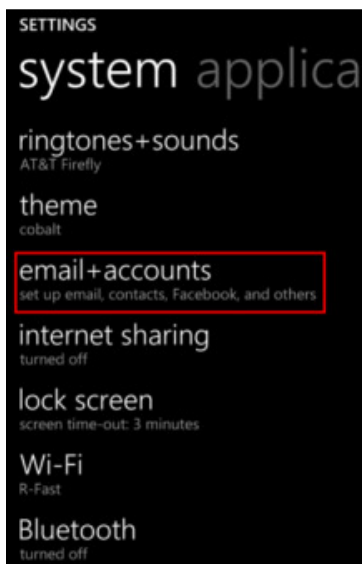 SETTINGS
system applica
ringtones+sounds
AT&T Firefly
theme
cobalt
email+accounts
set up email, contacts, Facebook, and others
internet sharing
turned off
lock screen
screen time-out: 3 minutes
Wi-Fi
R-Fast
Bluetooth
turned off